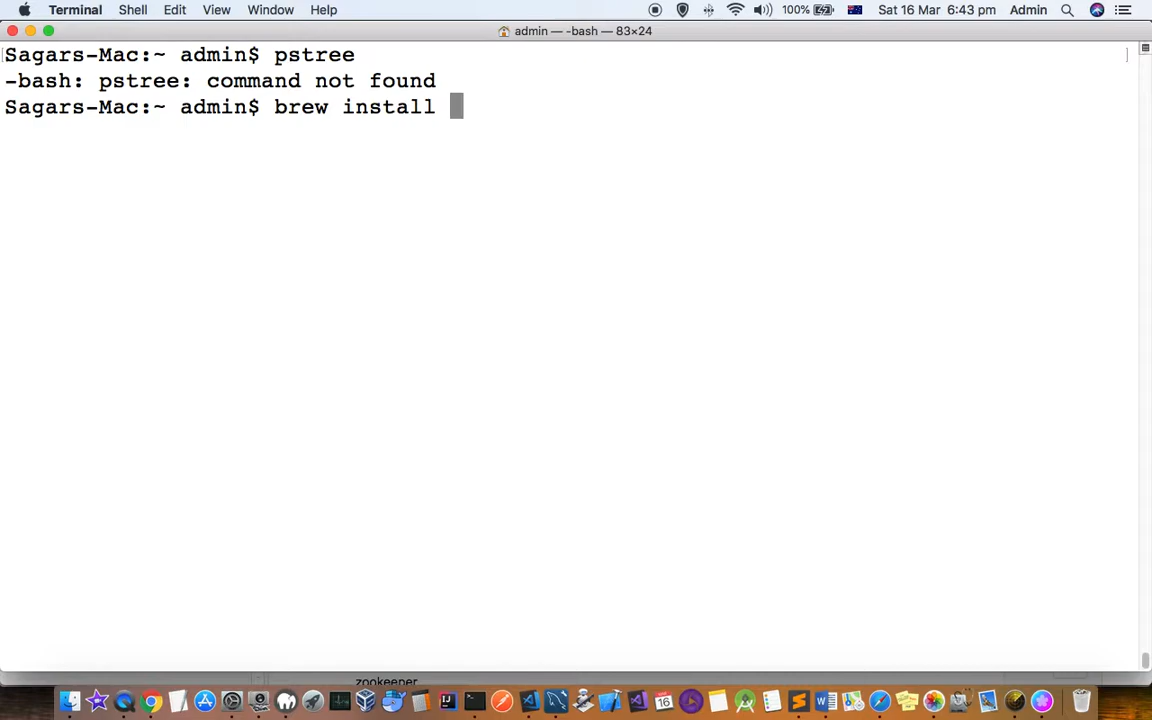 Terminal Shell Edit View Window Help 100% Sat 16 Mar 6:43 pm Admin
admin — -bash — 83×24
Sagars-Mac:~ admin$ pstree
-bash: pstree: command not found
Sagars-Mac:~ admin$ brew install
zookeeper
16